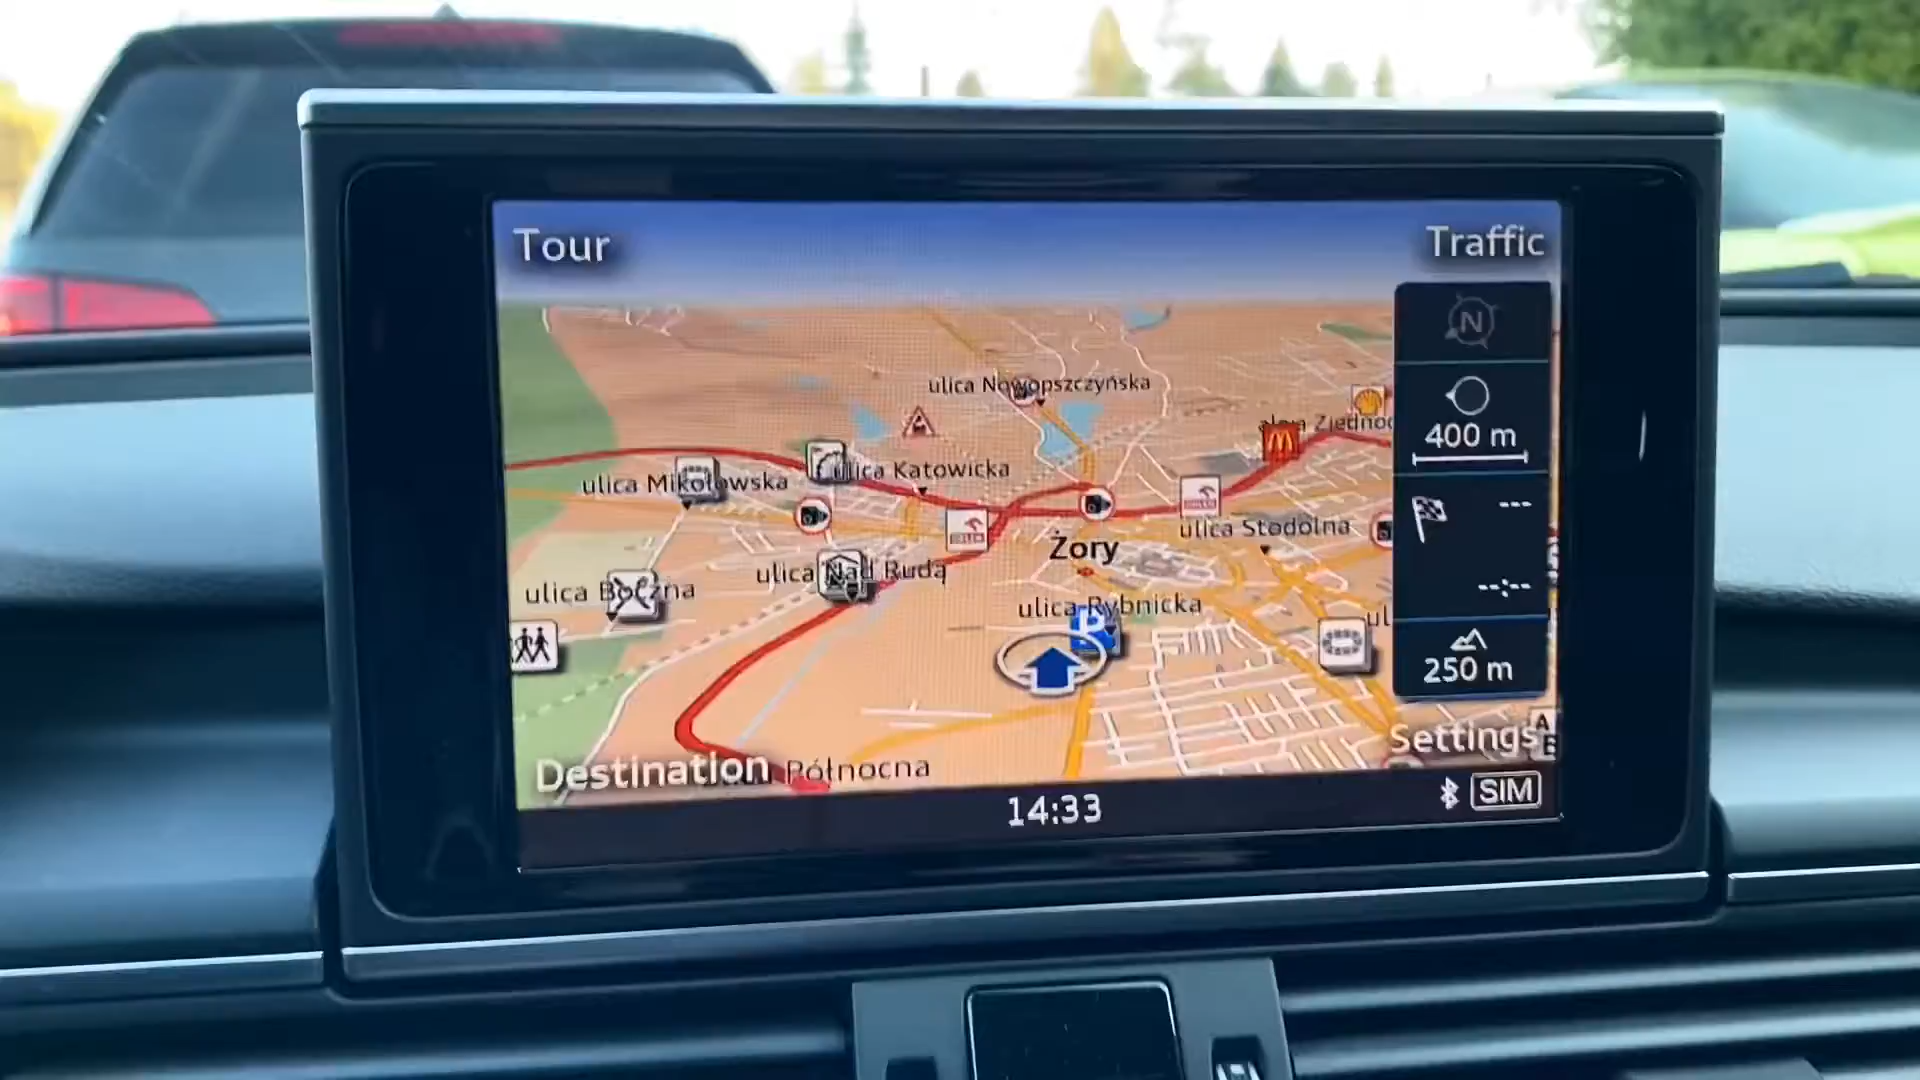 Tour
Traffic
N
ulica Nowopszczyńska
400 m
ulica Katowicka
ulica Mikołowska
ulica Stodolna
Żory
ulica Nad Rudą
ulica Boczna
ulica Rybnicka
P
ul
250 m
Settings
A
B
Destination
Północna
14:33
SIM